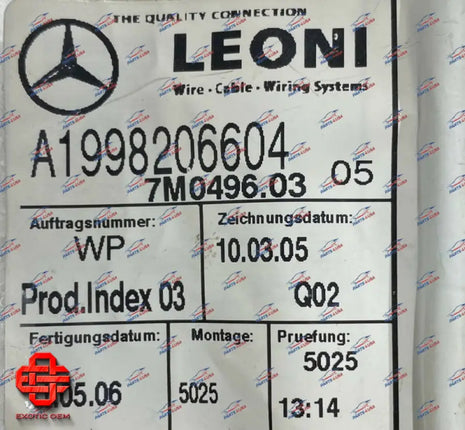 THE QUALITY CONNECTION
LEONI
Wire · Cable · Wiring Systems
A1998206604
7M0496.03 05
Auftragsnummer:
WP
Zeichnungsdatum:
10.03.05
Prod.Index 03
Q02
Fertigungsdatum:
05.06
Montage:
5025
Pruefung:
5025
13:14
EXOTIC OEM
PARTS4USA